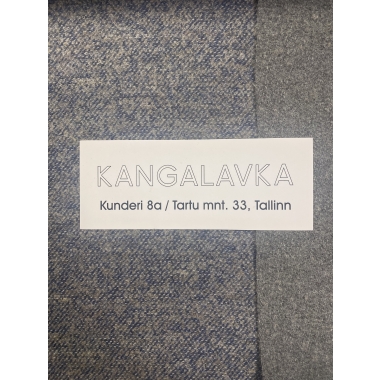 KANGALAVKA
Kunderi 8a / Tartu mnt. 33, Tallinn